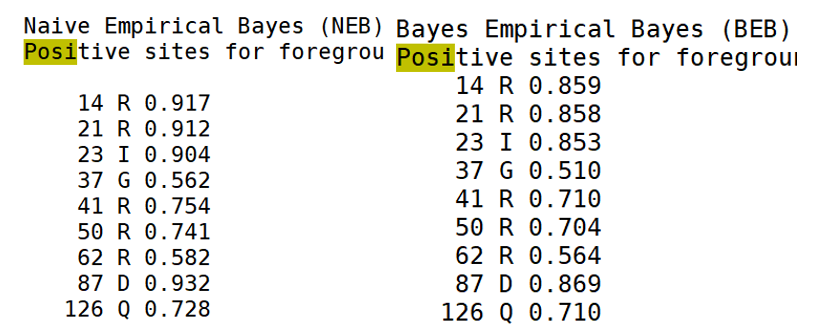 Naive Empirical Bayes (NEB)
Positive sites for foregrou
14 R 0.917
21 R 0.912
23 I 0.904
37 G 0.562
41 R 0.754
50 R 0.741
62 R 0.582
87 D 0.932
126 Q 0.728
Bayes Empirical Bayes (BEB)
Positive sites for foregroun
14 R 0.859
21 R 0.858
23 I 0.853
37 G 0.510
41 R 0.710
50 R 0.704
62 R 0.564
87 D 0.869
126 Q 0.710